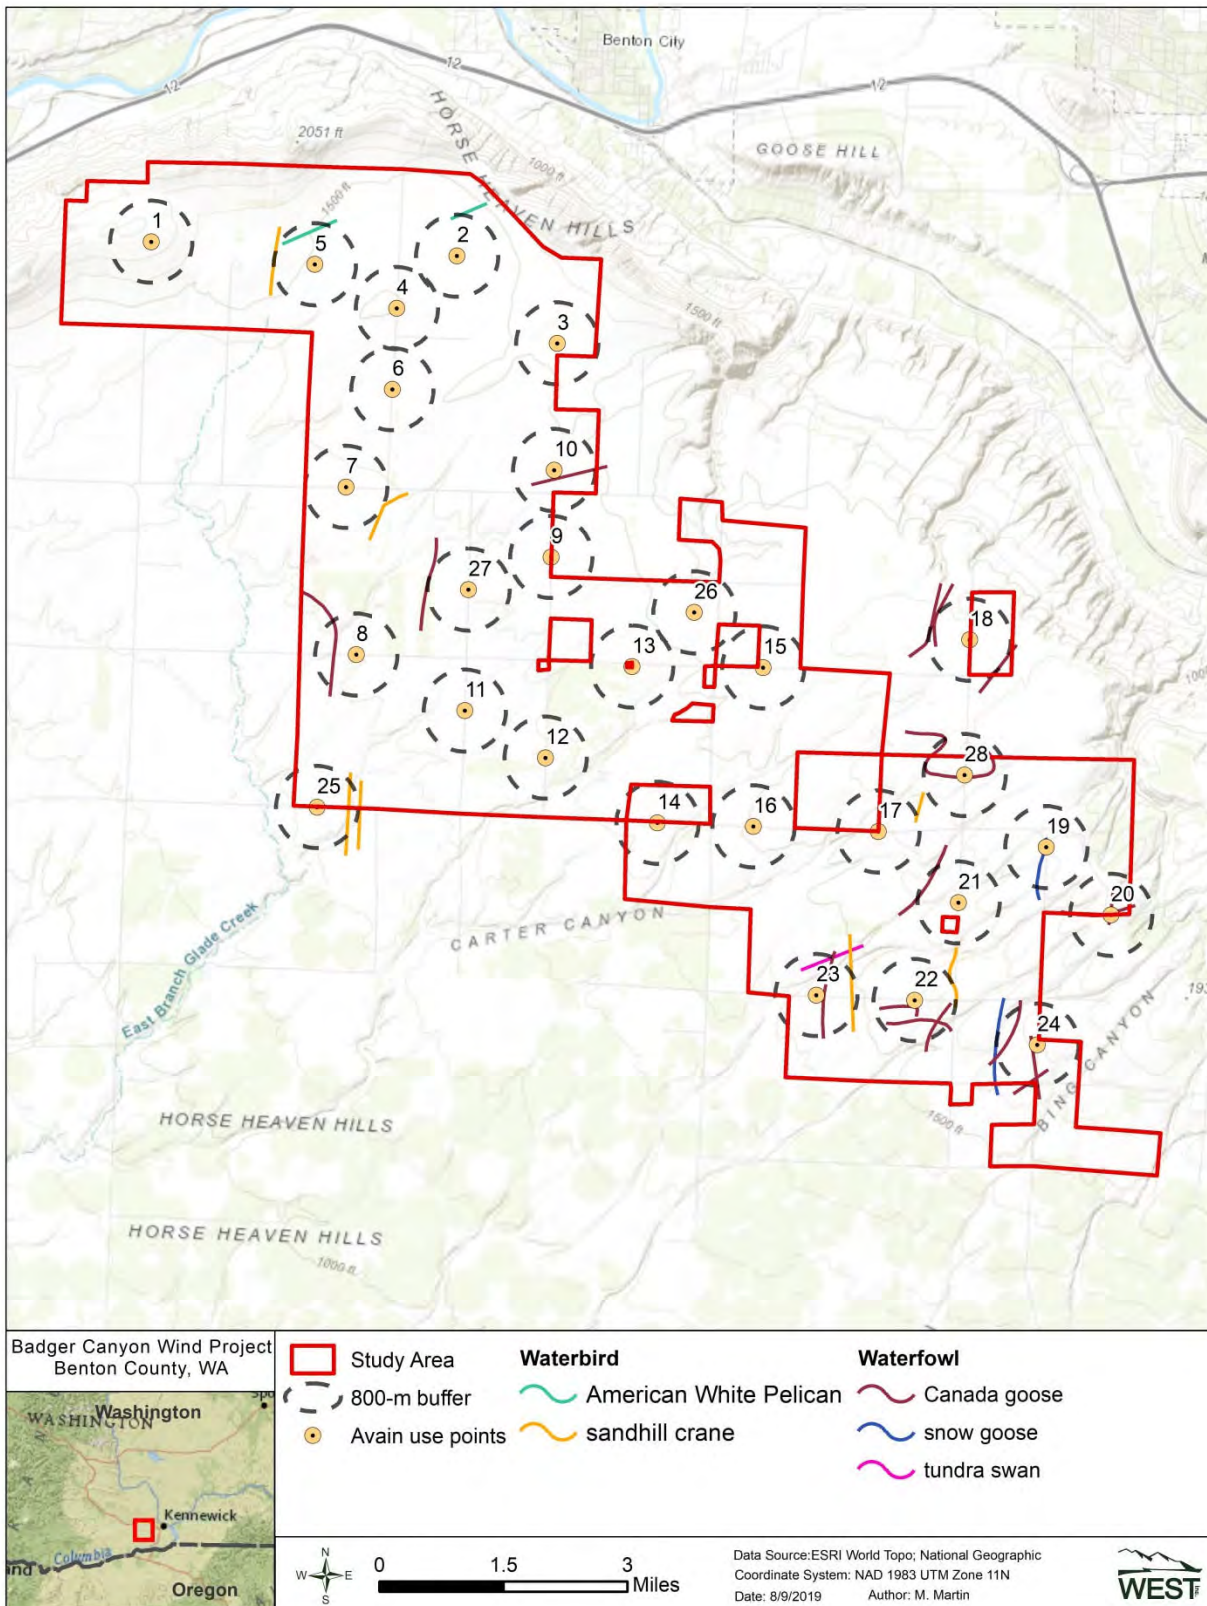 Benton City
12
12
12
HORSE HEAVEN HILLS
2051 ft
1000 ft
GOOSE HILL
1500 ft
1
5
2
4
3
1500 ft
6
10
7
9
27
26
18
8
13
15
11
12
28
25
14
16
17
19
21
20
East Branch Glade Creek
CARTER CANYON
23
22
24
BING CANYON
HORSE HEAVEN HILLS
1500 ft
HORSE HEAVEN HILLS
1000 ft
Badger Canyon Wind Project
Benton County, WA
Washington
WASHINGTON
Kennewick
Columbia
Oregon
Study Area
800-m buffer
Avain use points
Waterbird
American White Pelican
sandhill crane
Waterfowl
Canada goose
snow goose
tundra swan
N
W E
S
0 1.5 3
Miles
Data Source:ESRI World Topo; National Geographic
Coordinate System: NAD 1983 UTM Zone 11N
Date: 8/9/2019 Author: M. Martin
WEST Inc.